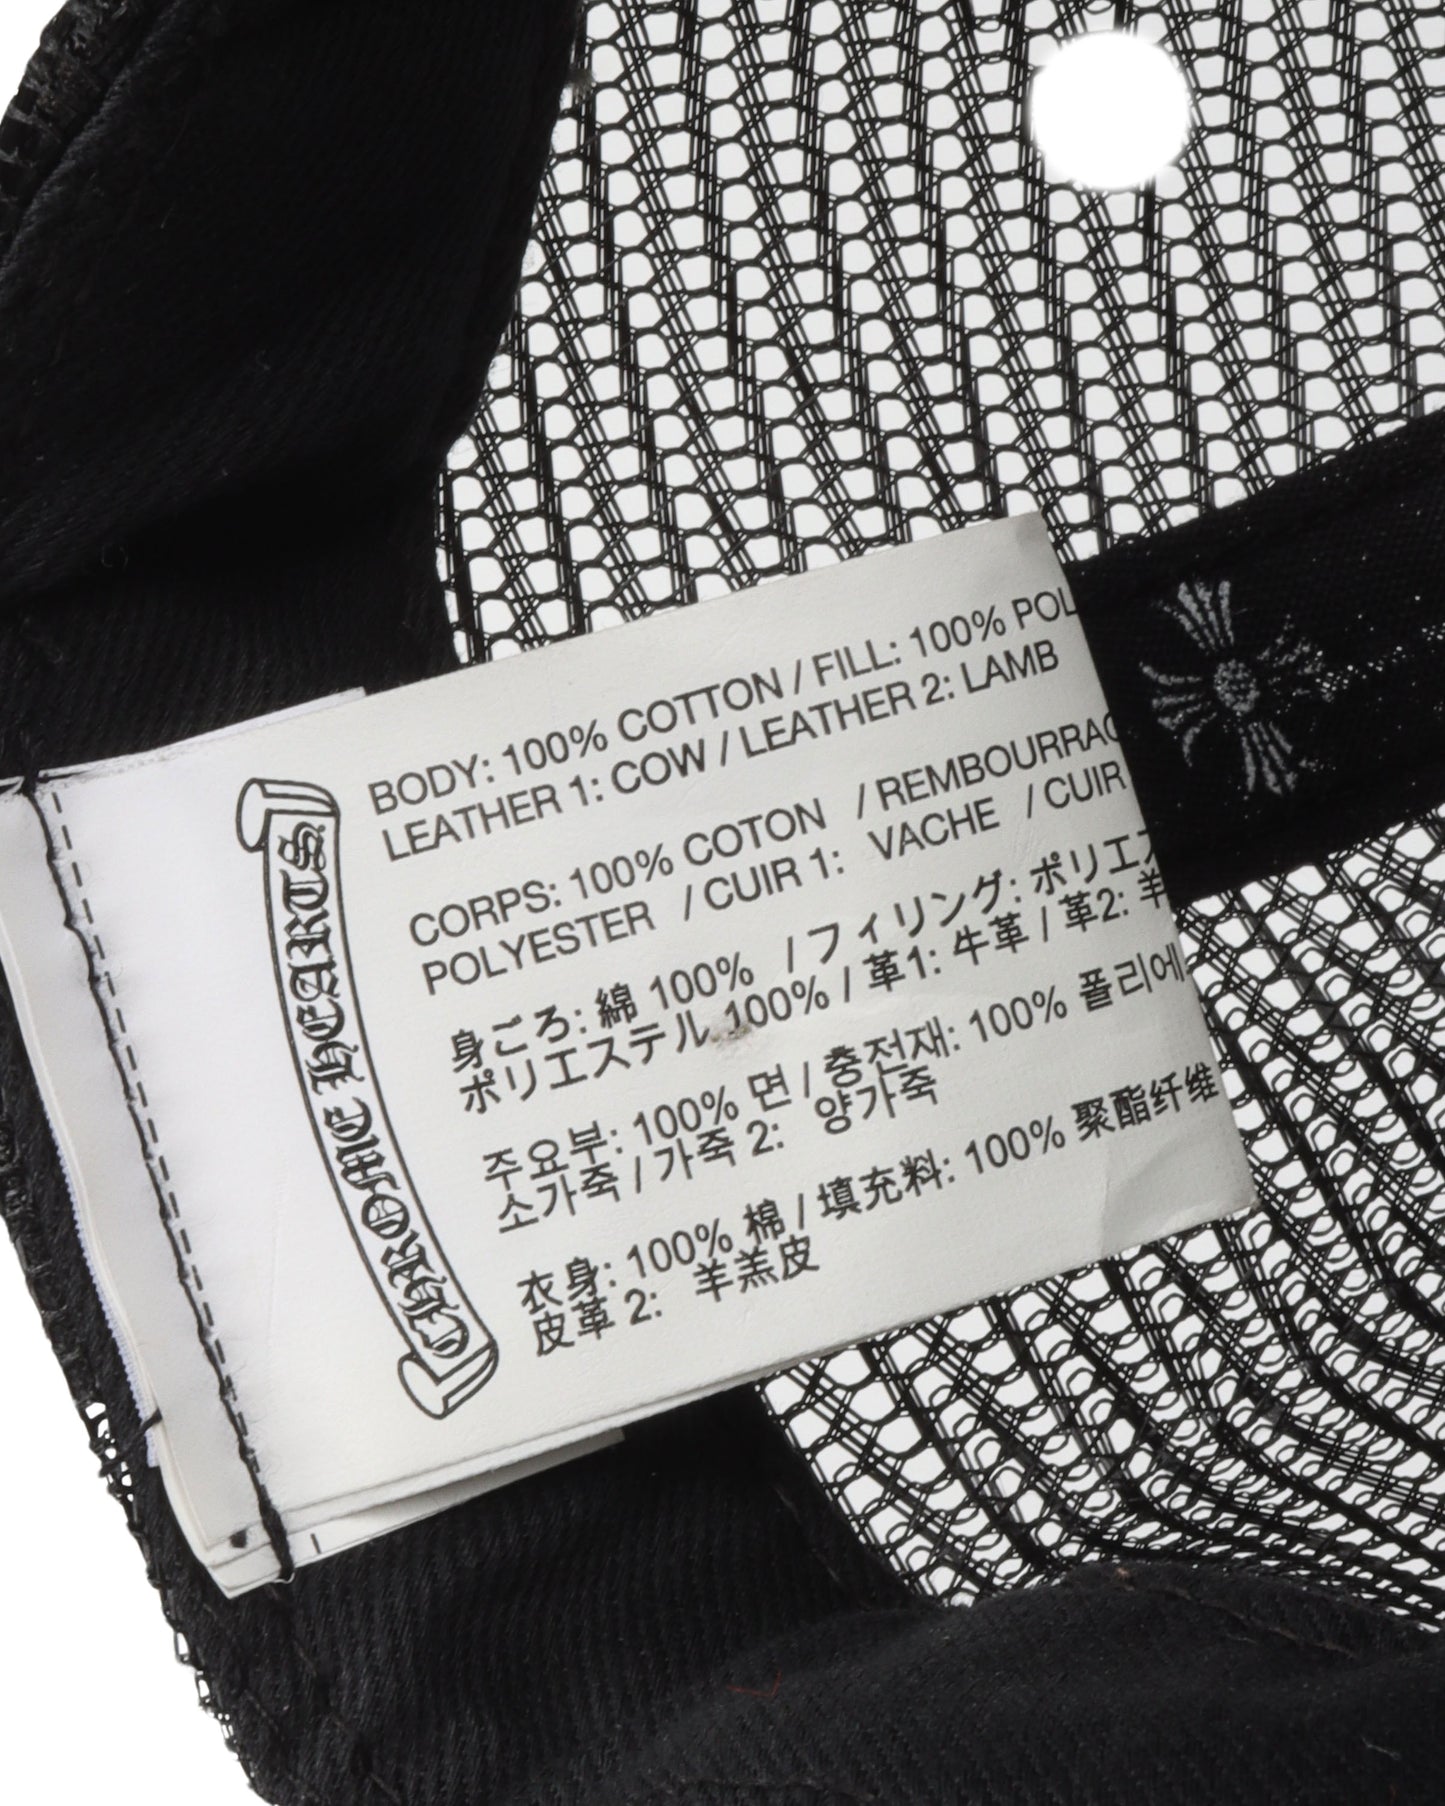 CHROME HEARTS
BODY: 100% COTTON / FILL: 100% POL
LEATHER 1: COW / LEATHER 2: LAMB
CORPS: 100% COTON / REMBOURRAG
POLYESTER / CUIR 1: VACHE / CUIR
身ごろ: 綿 100% / フィリング: ポリエス
ポリエステル 100% / 革1: 牛革 / 革2: 羊
주요부: 100% 면 / 충전재: 100% 폴리에
소가죽 / 가죽 2: 양가죽
衣身: 100% 棉 / 填充料: 100% 聚酯纤维
皮革 2: 羊羔皮